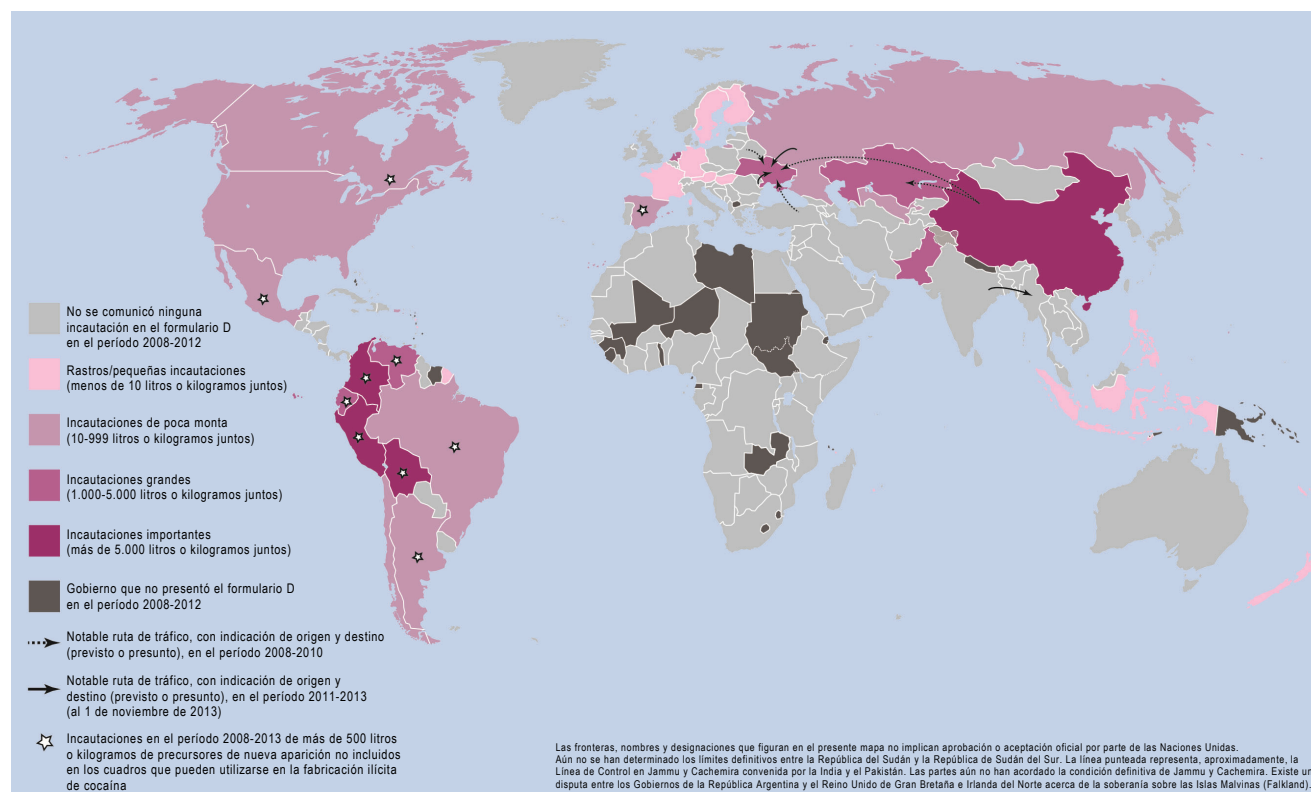 No se comunicó ninguna
incautación en el formulario D
en el período 2008-2012
Rastros/pequeñas incautaciones
(menos de 10 litros o kilogramos juntos)
Incautaciones de poca monta
(10-999 litros o kilogramos juntos)
Incautaciones grandes
(1.000-5.000 litros o kilogramos juntos)
Incautaciones importantes
(más de 5.000 litros o kilogramos juntos)
Gobierno que no presentó el formulario D
en el período 2008-2012
Notable ruta de tráfico, con indicación de origen y destino
(previsto o presunto), en el período 2008-2010
Notable ruta de tráfico, con indicación de origen y
destino (previsto o presunto), en el período 2011-2013
(al 1 de noviembre de 2013)
Incautaciones en el período 2008-2013 de más de 500 litros
o kilogramos de precursores de nueva aparición no incluidos
en los cuadros que pueden utilizarse en la fabricación ilícita
de cocaína
Las fronteras, nombres y designaciones que figuran en el presente mapa no implican aprobación o aceptación oficial por parte de las Naciones Unidas.
Aún no se han determinado los límites definitivos entre la República del Sudán y la República de Sudán del Sur. La línea punteada representa, aproximadamente, la
Línea de Control en Jammu y Cachemira convenida por la India y el Pakistán. Las partes aún no han acordado la condición definitiva de Jammu y Cachemira. Existe un
disputa entre los Gobiernos de la República Argentina y el Reino Unido de Gran Bretaña e Irlanda del Norte acerca de la soberanía sobre las Islas Malvinas (Falkland)